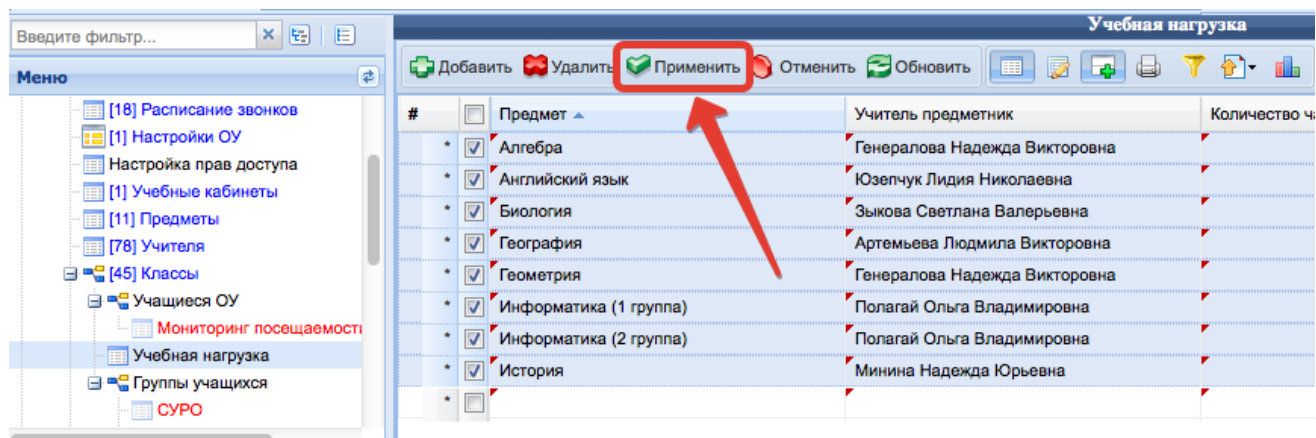 Учебная нагрузка
Введите фильтр...
Добавить Удалить Применить Отменить Обновить
Меню
[18] Расписание звонков
[1] Настройки ОУ
Настройка прав доступа
[1] Учебные кабинеты
[11] Предметы
[78] Учителя
[45] Классы
Учащиеся ОУ
Мониторинг посещаемости
Учебная нагрузка
Группы учащихся
СУРО
# Предмет Учитель предметник Количество ча
* Алгебра Генералова Надежда Викторовна
* Английский язык Юзепчук Лидия Николаевна
* Биология Зыкова Светлана Валерьевна
* География Артемьева Людмила Викторовна
* Геометрия Генералова Надежда Викторовна
* Информатика (1 группа) Полагай Ольга Владимировна
* Информатика (2 группа) Полагай Ольга Владимировна
* История Минина Надежда Юрьевна
*